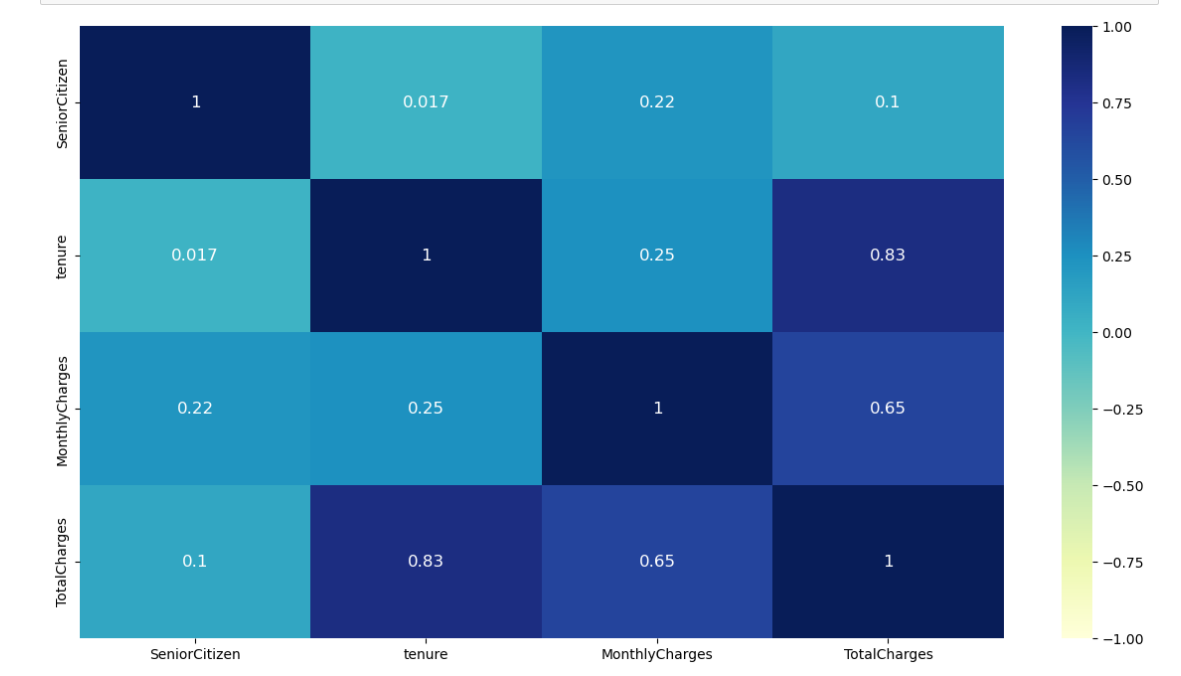 SeniorCitizen 1 0.017 0.22 0.1
tenure 0.017 1 0.25 0.83
MonthlyCharges 0.22 0.25 1 0.65
TotalCharges 0.1 0.83 0.65 1
SeniorCitizen tenure MonthlyCharges TotalCharges
1.00
0.75
0.50
0.25
0.00
−0.25
−0.50
−0.75
−1.00